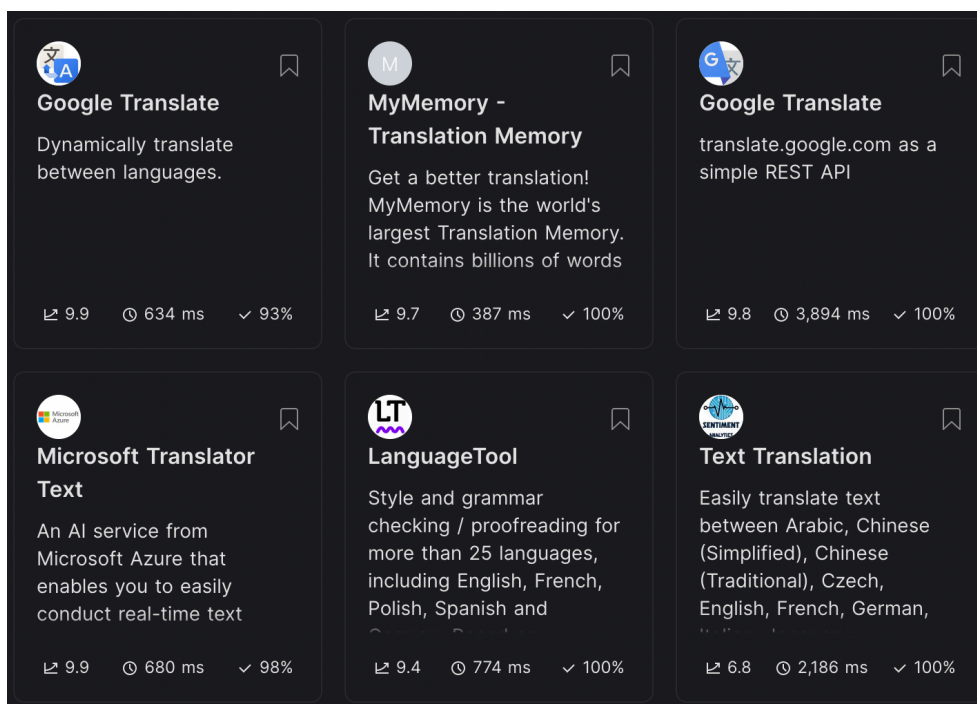 文
A
Google Translate
Dynamically translate
between languages.
9.9 634 ms 93%
M
MyMemory -
Translation Memory
Get a better translation!
MyMemory is the world's
largest Translation Memory.
It contains billions of words
9.7 387 ms 100%
G
文
Google Translate
translate.google.com as a
simple REST API
9.8 3,894 ms 100%
Microsoft
Azure
Microsoft Translator
Text
An AI service from
Microsoft Azure that
enables you to easily
conduct real-time text
9.9 680 ms 98%
LT
LanguageTool
Style and grammar
checking / proofreading for
more than 25 languages,
including English, French,
Polish, Spanish and
9.4 774 ms 100%
SENTIMENT
ANALYTICS
Text Translation
Easily translate text
between Arabic, Chinese
(Simplified), Chinese
(Traditional), Czech,
English, French, German,
6.8 2,186 ms 100%